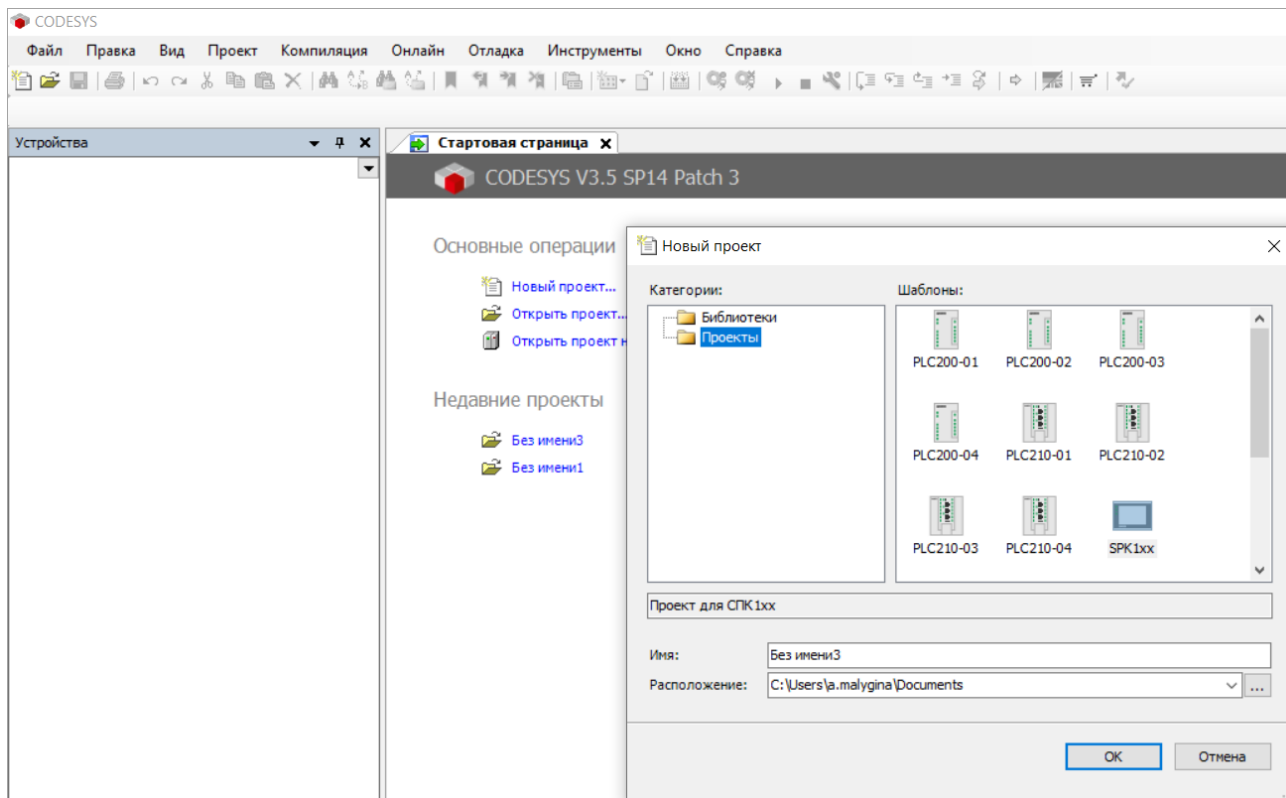 CODESYS
Файл Правка Вид Проект Компиляция Онлайн Отладка Инструменты Окно Справка
Устройства
Стартовая страница
CODESYS V3.5 SP14 Patch 3
Основные операции
Новый проект...
Открыть проект...
Открыть проект н
Недавние проекты
Без имени3
Без имени1
Новый проект
Категории:
Библиотеки
Проекты
Шаблоны:
PLC200-01 PLC200-02 PLC200-03
PLC200-04 PLC210-01 PLC210-02
PLC210-03 PLC210-04 SPK1xx
Проект для СПК1xx
Имя: Без имени3
Расположение: C:\Users\a.malygina\Documents ...
OK Отмена